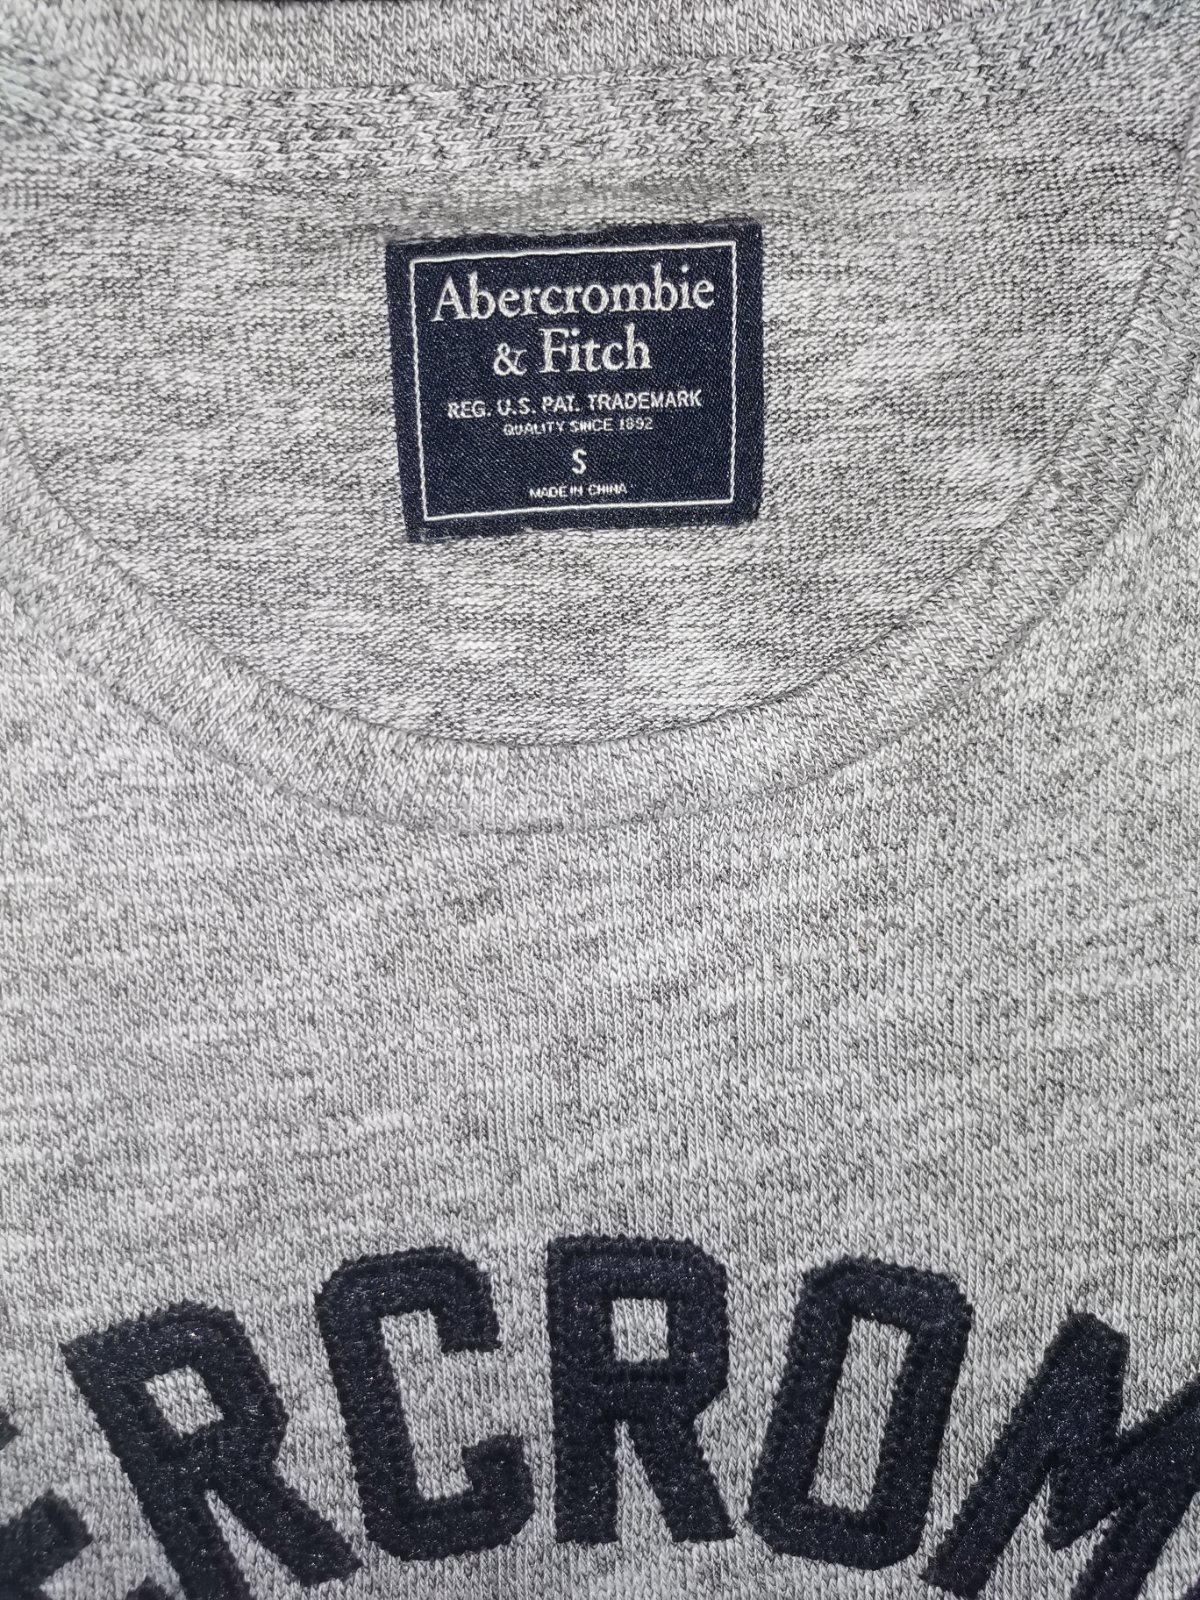 Abercrombie
& Fitch
REG. U.S. PAT. TRADEMARK
QUALITY SINCE 1892
S
MADE IN CHINA
ERCROM